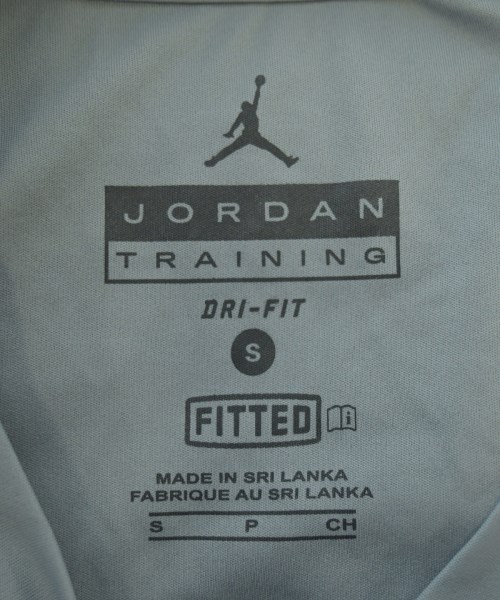 JORDAN
TRAINING
DRI-FIT
S
FITTED i
MADE IN SRI LANKA
FABRIQUE AU SRI LANKA
S P CH